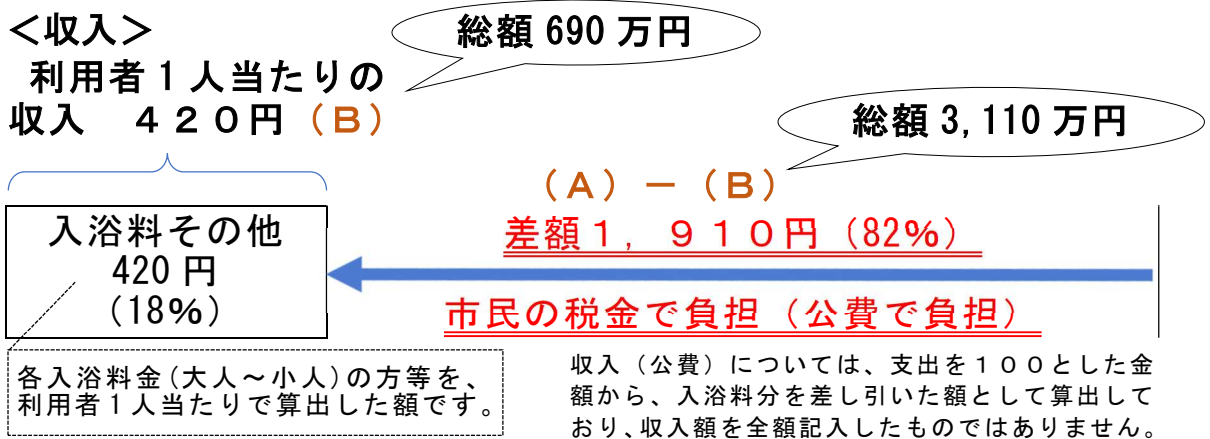 ＜収入＞
総額 690 万円
利用者１人当たりの
収入　４２０円（Ｂ）
総額 3,110 万円
（Ａ）－（Ｂ）
入浴料その他
420 円
(18%)
差額１，９１０円（82%）
市民の税金で負担（公費で負担）
各入浴料金(大人～小人)の方等を、
利用者１人当たりで算出した額です。
収入（公費）については、支出を１００とした金
額から、入浴料分を差し引いた額として算出して
おり、収入額を全額記入したものではありません。